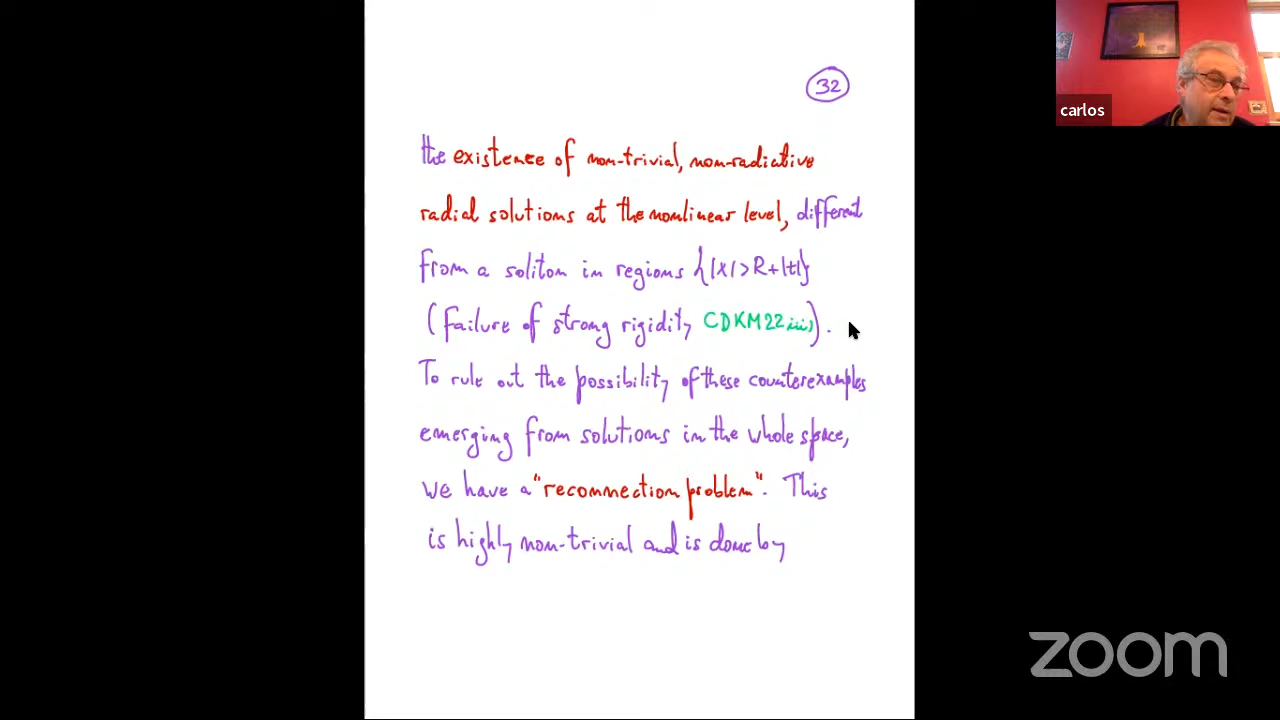 32
carlos
the existence of non-trivial, non-radiative
radial solutions at the nonlinear level, different
from a soliton in regions {|x|>R+|t|}
(failure of strong rigidity CDKM22iii).
To rule out the possibility of these counterexamples
emerging from solutions in the whole space,
we have a "reconnection problem". This
is highly non-trivial and is done by
zoom